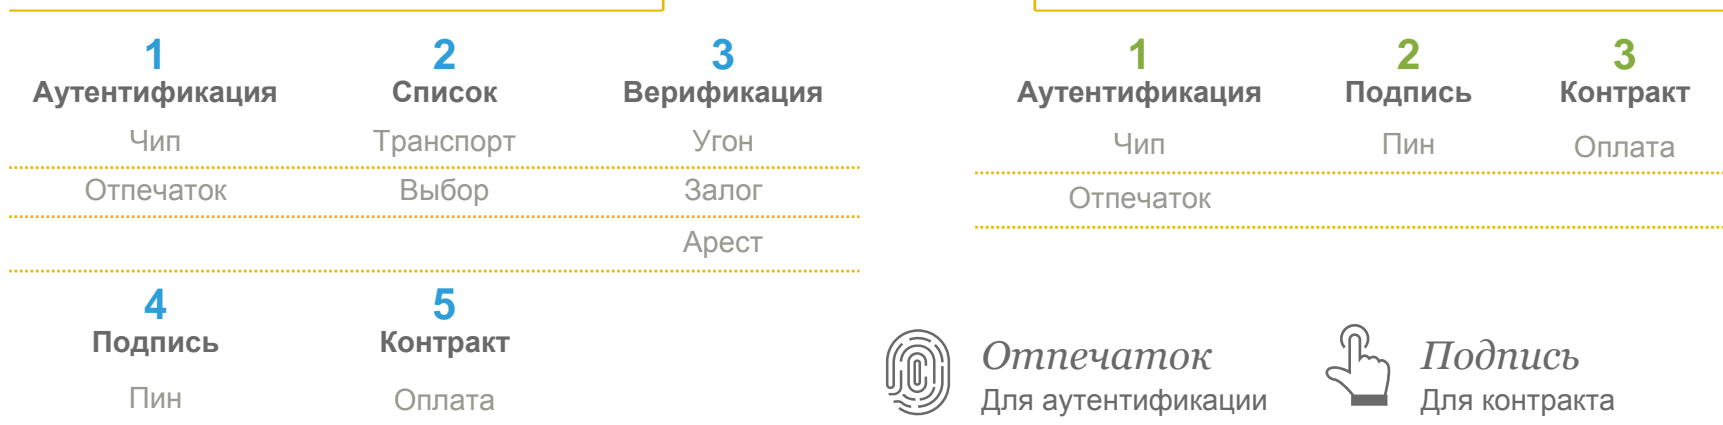 1 2 3
Аутентификация Список Верификация
Чип Транспорт Угон
Отпечаток Выбор Залог
Арест
4 5
Подпись Контракт
Пин Оплата
1 2 3
Аутентификация Подпись Контракт
Чип Пин Оплата
Отпечаток
Отпечаток
Для аутентификации
Подпись
Для контракта